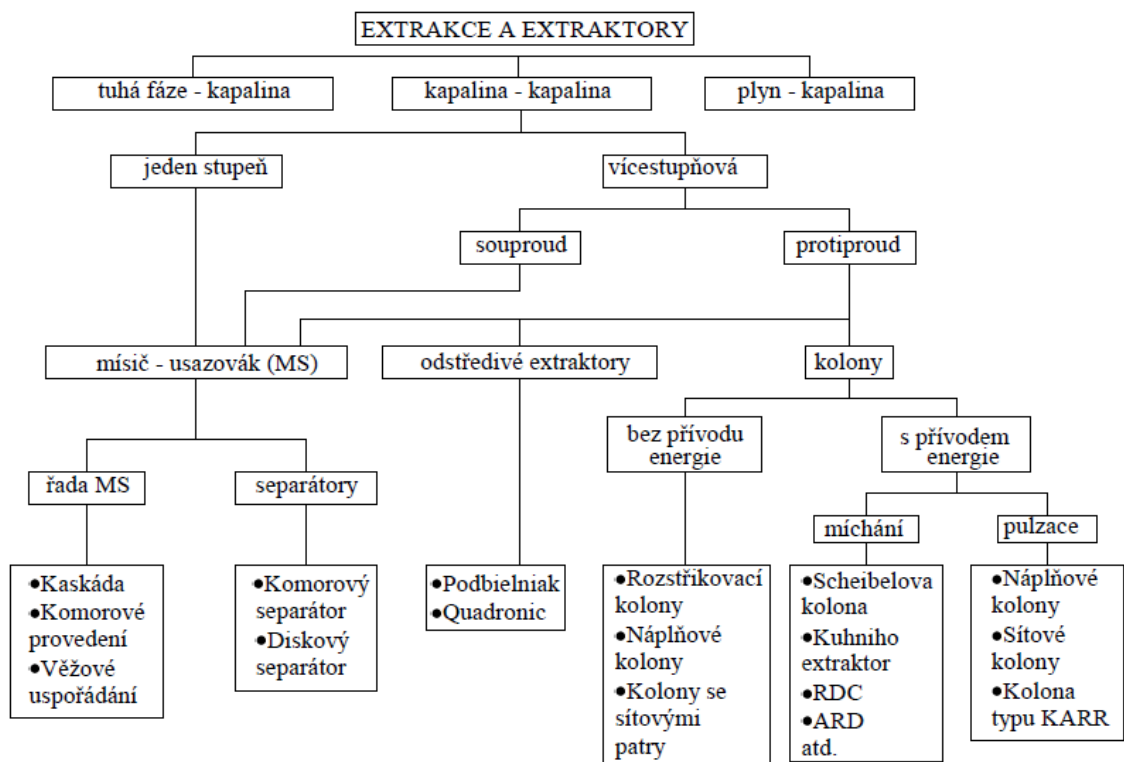 EXTRAKCE A EXTRAKTORY
tuhá fáze - kapalina
kapalina - kapalina
plyn - kapalina
jeden stupeň
vícestupňová
souproud
protiproud
mísič - usazovák (MS)
odstředivé extraktory
kolony
bez přívodu
energie
s přívodem
energie
řada MS
separátory
míchání
pulzace
●Kaskáda
●Komorové
provedení
●Věžové
uspořádání
●Komorový
separátor
●Diskový
separátor
●Podbielniak
●Quadronic
●Rozstřikovací
kolony
●Náplňové
kolony
●Kolony se
sítovými
patry
●Scheibelova
kolona
●Kuhniho
extraktor
●RDC
●ARD
atd.
●Náplňové
kolony
●Sítové
kolony
●Kolona
typu KARR